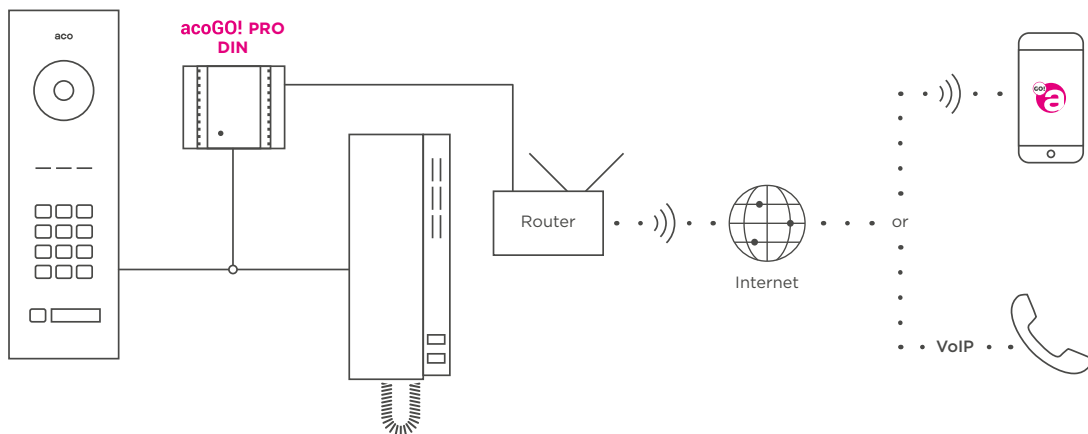 aco
acoGO! PRO
DIN
GO!
a
Router
or
Internet
VoIP